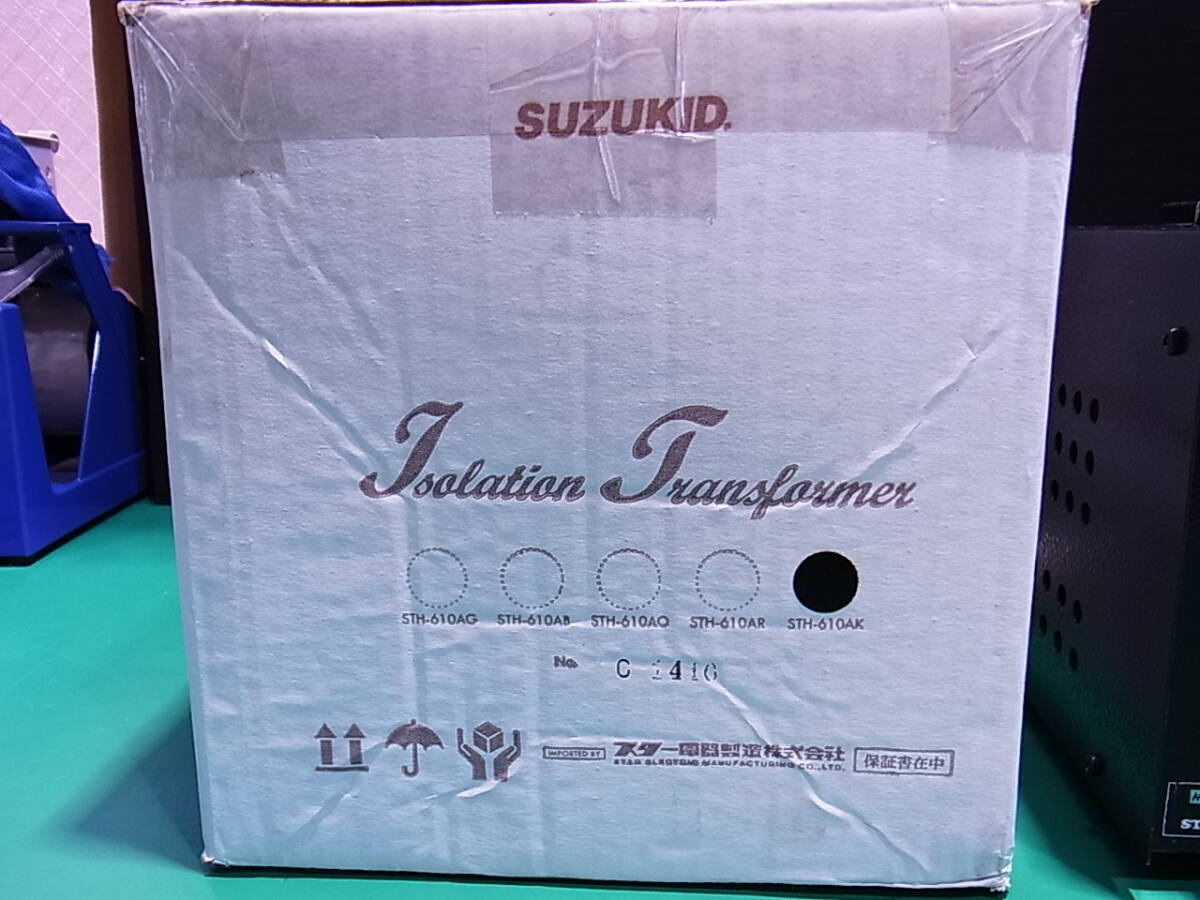 SUZUKID.
Isolation Transformer
STH-610AG STH-610AB STH-610AO STH-610AR STH-610AK
No. C 1416
IMPORTED BY スター電器製造株式会社 保証書在中
STAR ELECTRIC MANUFACTURING CO., LTD.